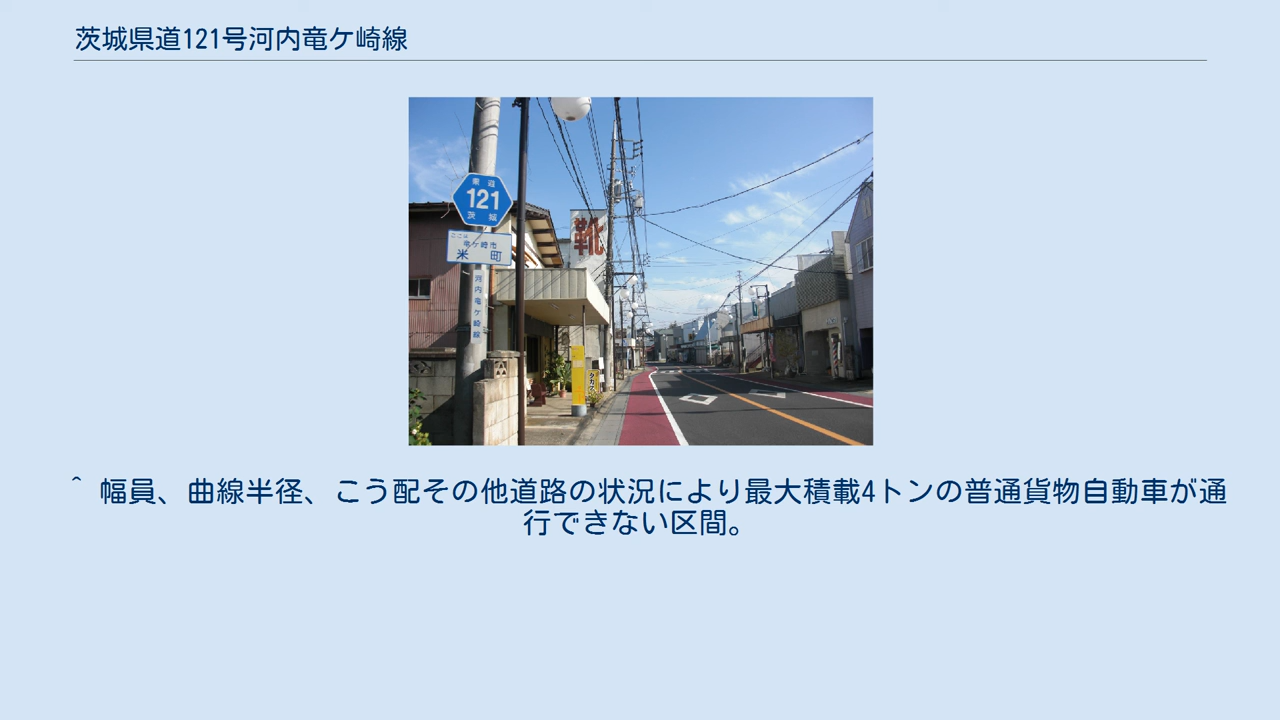 茨城県道121号河内竜ケ崎線
県道
121
茨城
ここは
竜ケ崎市
米町
河内竜ケ崎線
靴
^ 幅員、曲線半径、こう配その他道路の状況により最大積載4トンの普通貨物自動車が通
行できない区間。